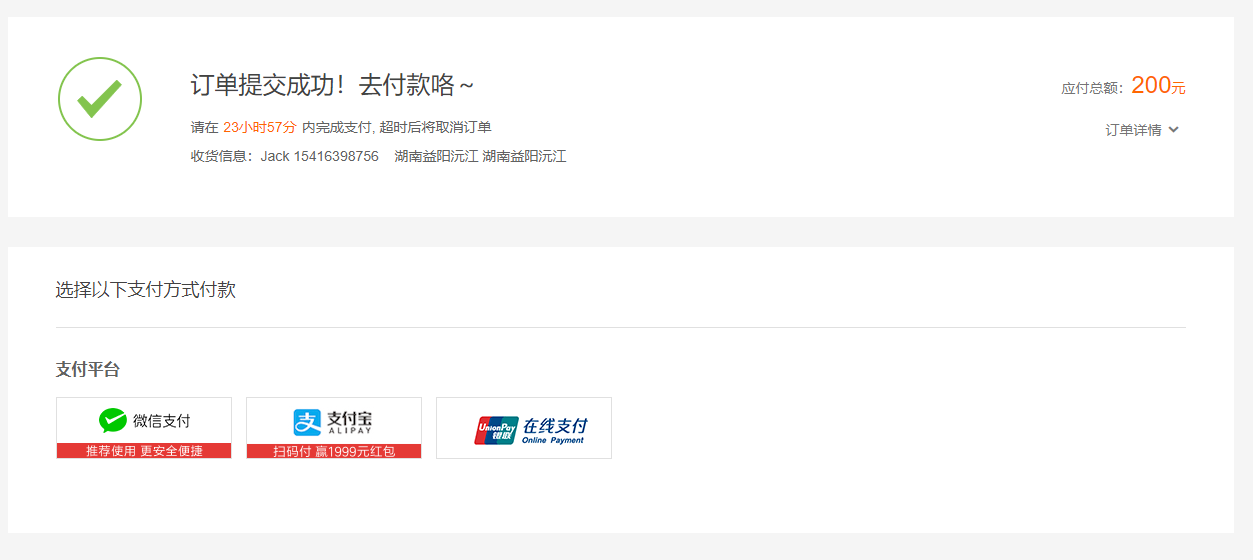 订单提交成功！去付款咯～
应付总额：200元
请在 23小时57分 内完成支付, 超时后将取消订单
订单详情
收货信息：Jack 15416398756 湖南益阳沅江 湖南益阳沅江
选择以下支付方式付款
支付平台
微信支付
推荐使用 更安全便捷
支付宝
ALIPAY
扫码付 赢1999元红包
UnionPay
银联
在线支付
Online Payment